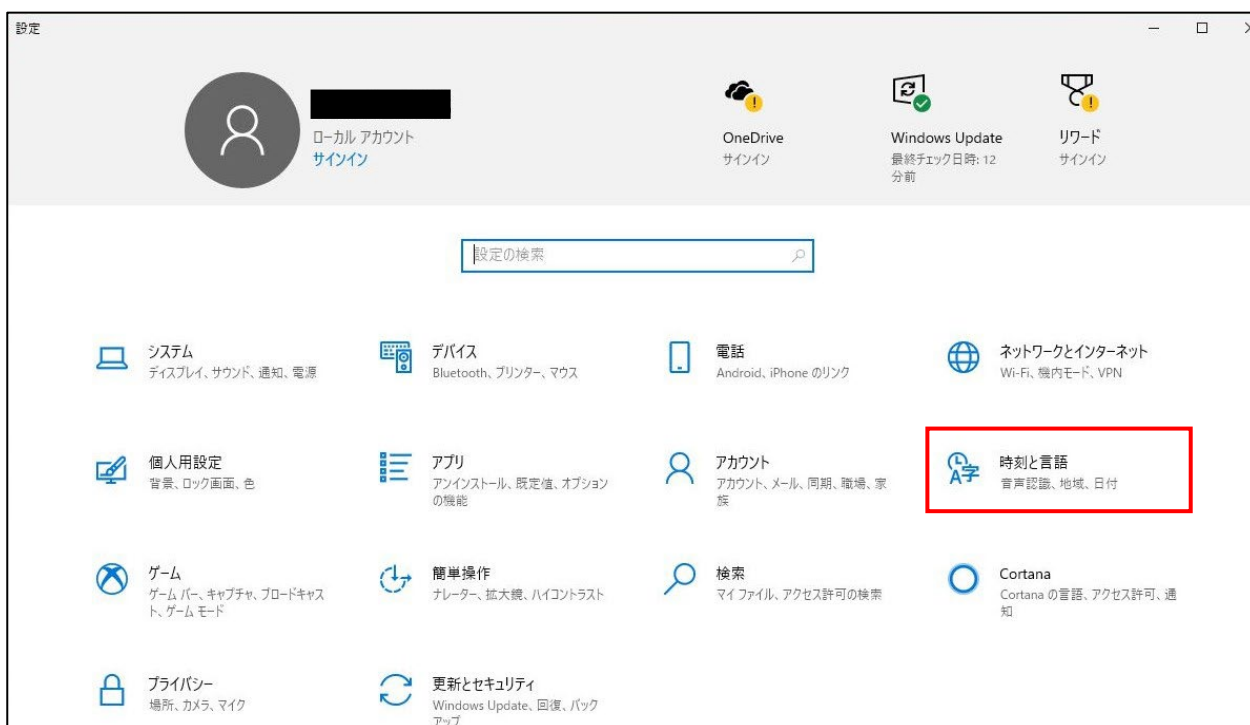 設定
ローカル アカウント
サインイン
OneDrive
サインイン
Windows Update
最終チェック日時: 12
分前
リワード
サインイン
設定の検索
システム
ディスプレイ、サウンド、通知、電源
デバイス
Bluetooth、プリンター、マウス
電話
Android、iPhone のリンク
ネットワークとインターネット
Wi-Fi、機内モード、VPN
個人用設定
背景、ロック画面、色
アプリ
アンインストール、既定値、オプション
の機能
アカウント
アカウント、メール、同期、職場、家
族
時刻と言語
音声認識、地域、日付
ゲーム
ゲーム バー、キャプチャ、ブロードキャス
ト、ゲーム モード
簡単操作
ナレーター、拡大鏡、ハイコントラスト
検索
マイ ファイル、アクセス許可の検索
Cortana
Cortana の言語、アクセス許可、通
知
プライバシー
場所、カメラ、マイク
更新とセキュリティ
Windows Update、回復、バック
アップ